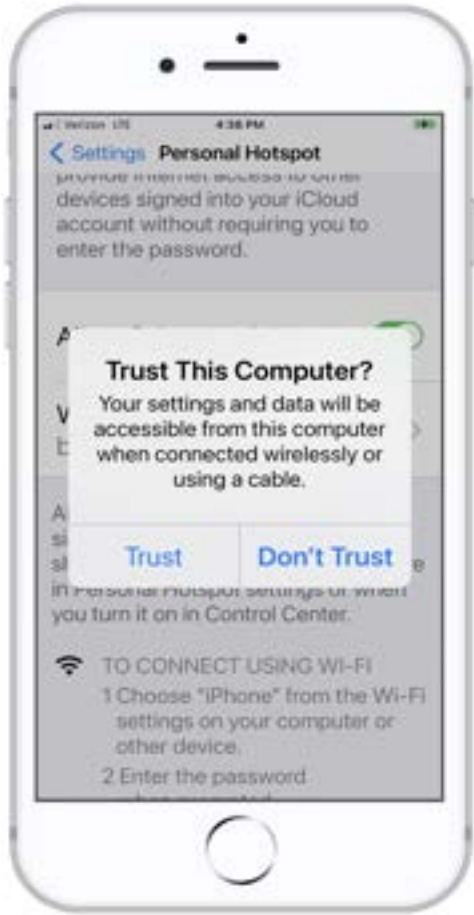 Verizon LTE 4:38 PM
Settings Personal Hotspot
provide internet access to other
devices signed into your iCloud
account without requiring you to
enter the password.
Trust This Computer?
Your settings and data will be
accessible from this computer
when connected wirelessly or
using a cable.
Trust Don't Trust
in Personal Hotspot settings or when
you turn it on in Control Center.
TO CONNECT USING WI-FI
1 Choose "iPhone" from the Wi-Fi
settings on your computer or
other device.
2 Enter the password
when prompted.